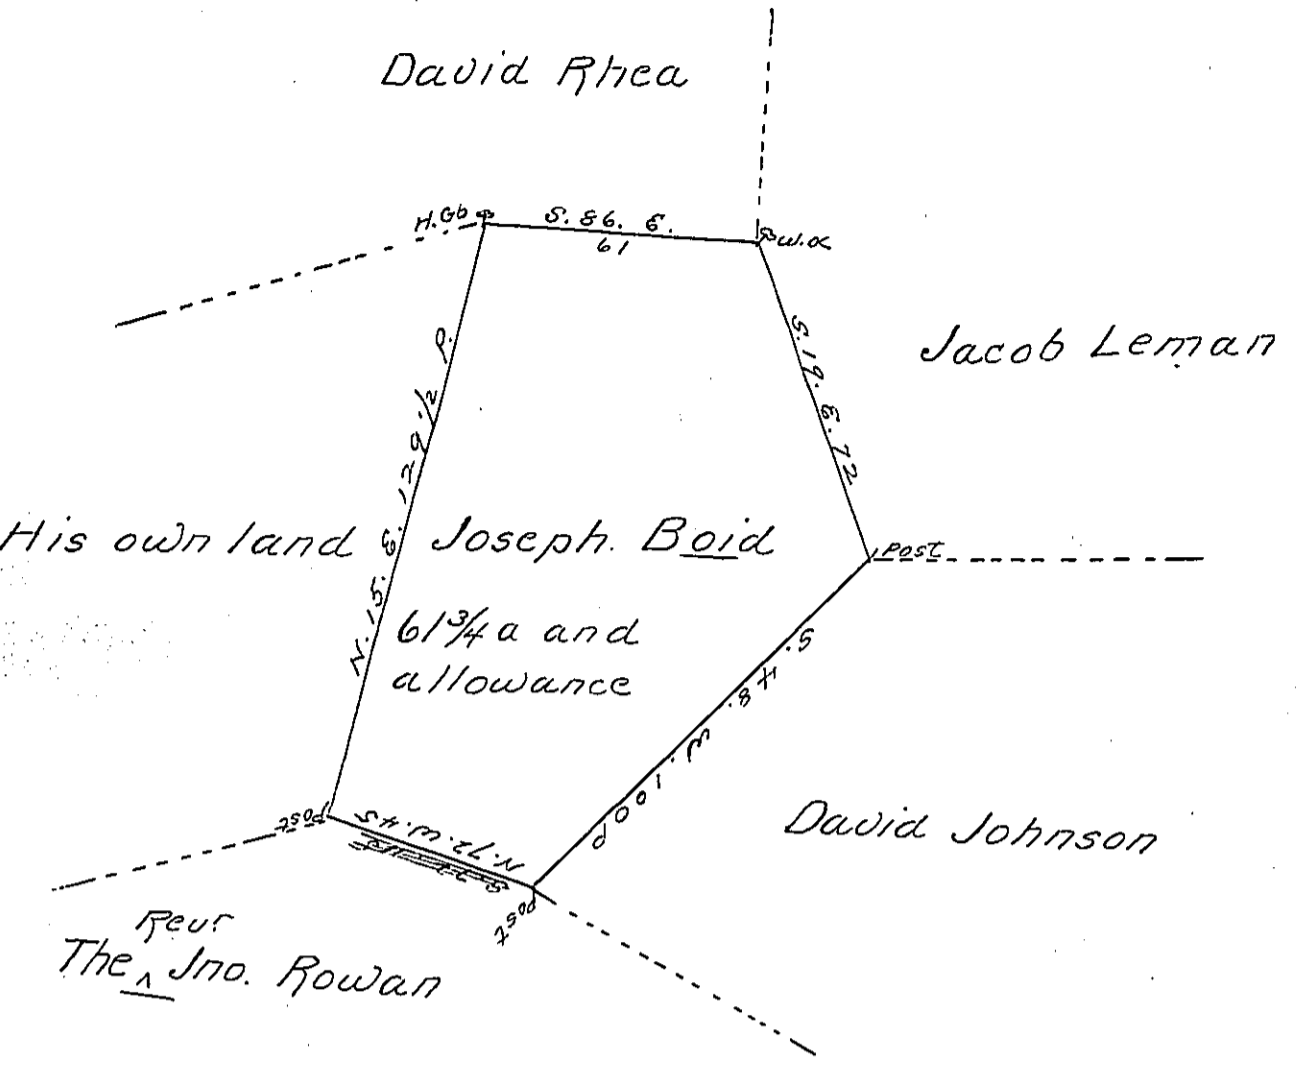 David Rhea
H. Gb
S. 86. E.
61
W.O
Jacob Leman
S. 19. E. 72
N. 15. E. 129 ½ P.
His own land
Joseph. Boid
Post
61 ¾ a and
allowance
S. 48. W. 100 P
David Johnson
Post
N. 72. W. 45
Post
Revr
The ^ Jno. Rowan